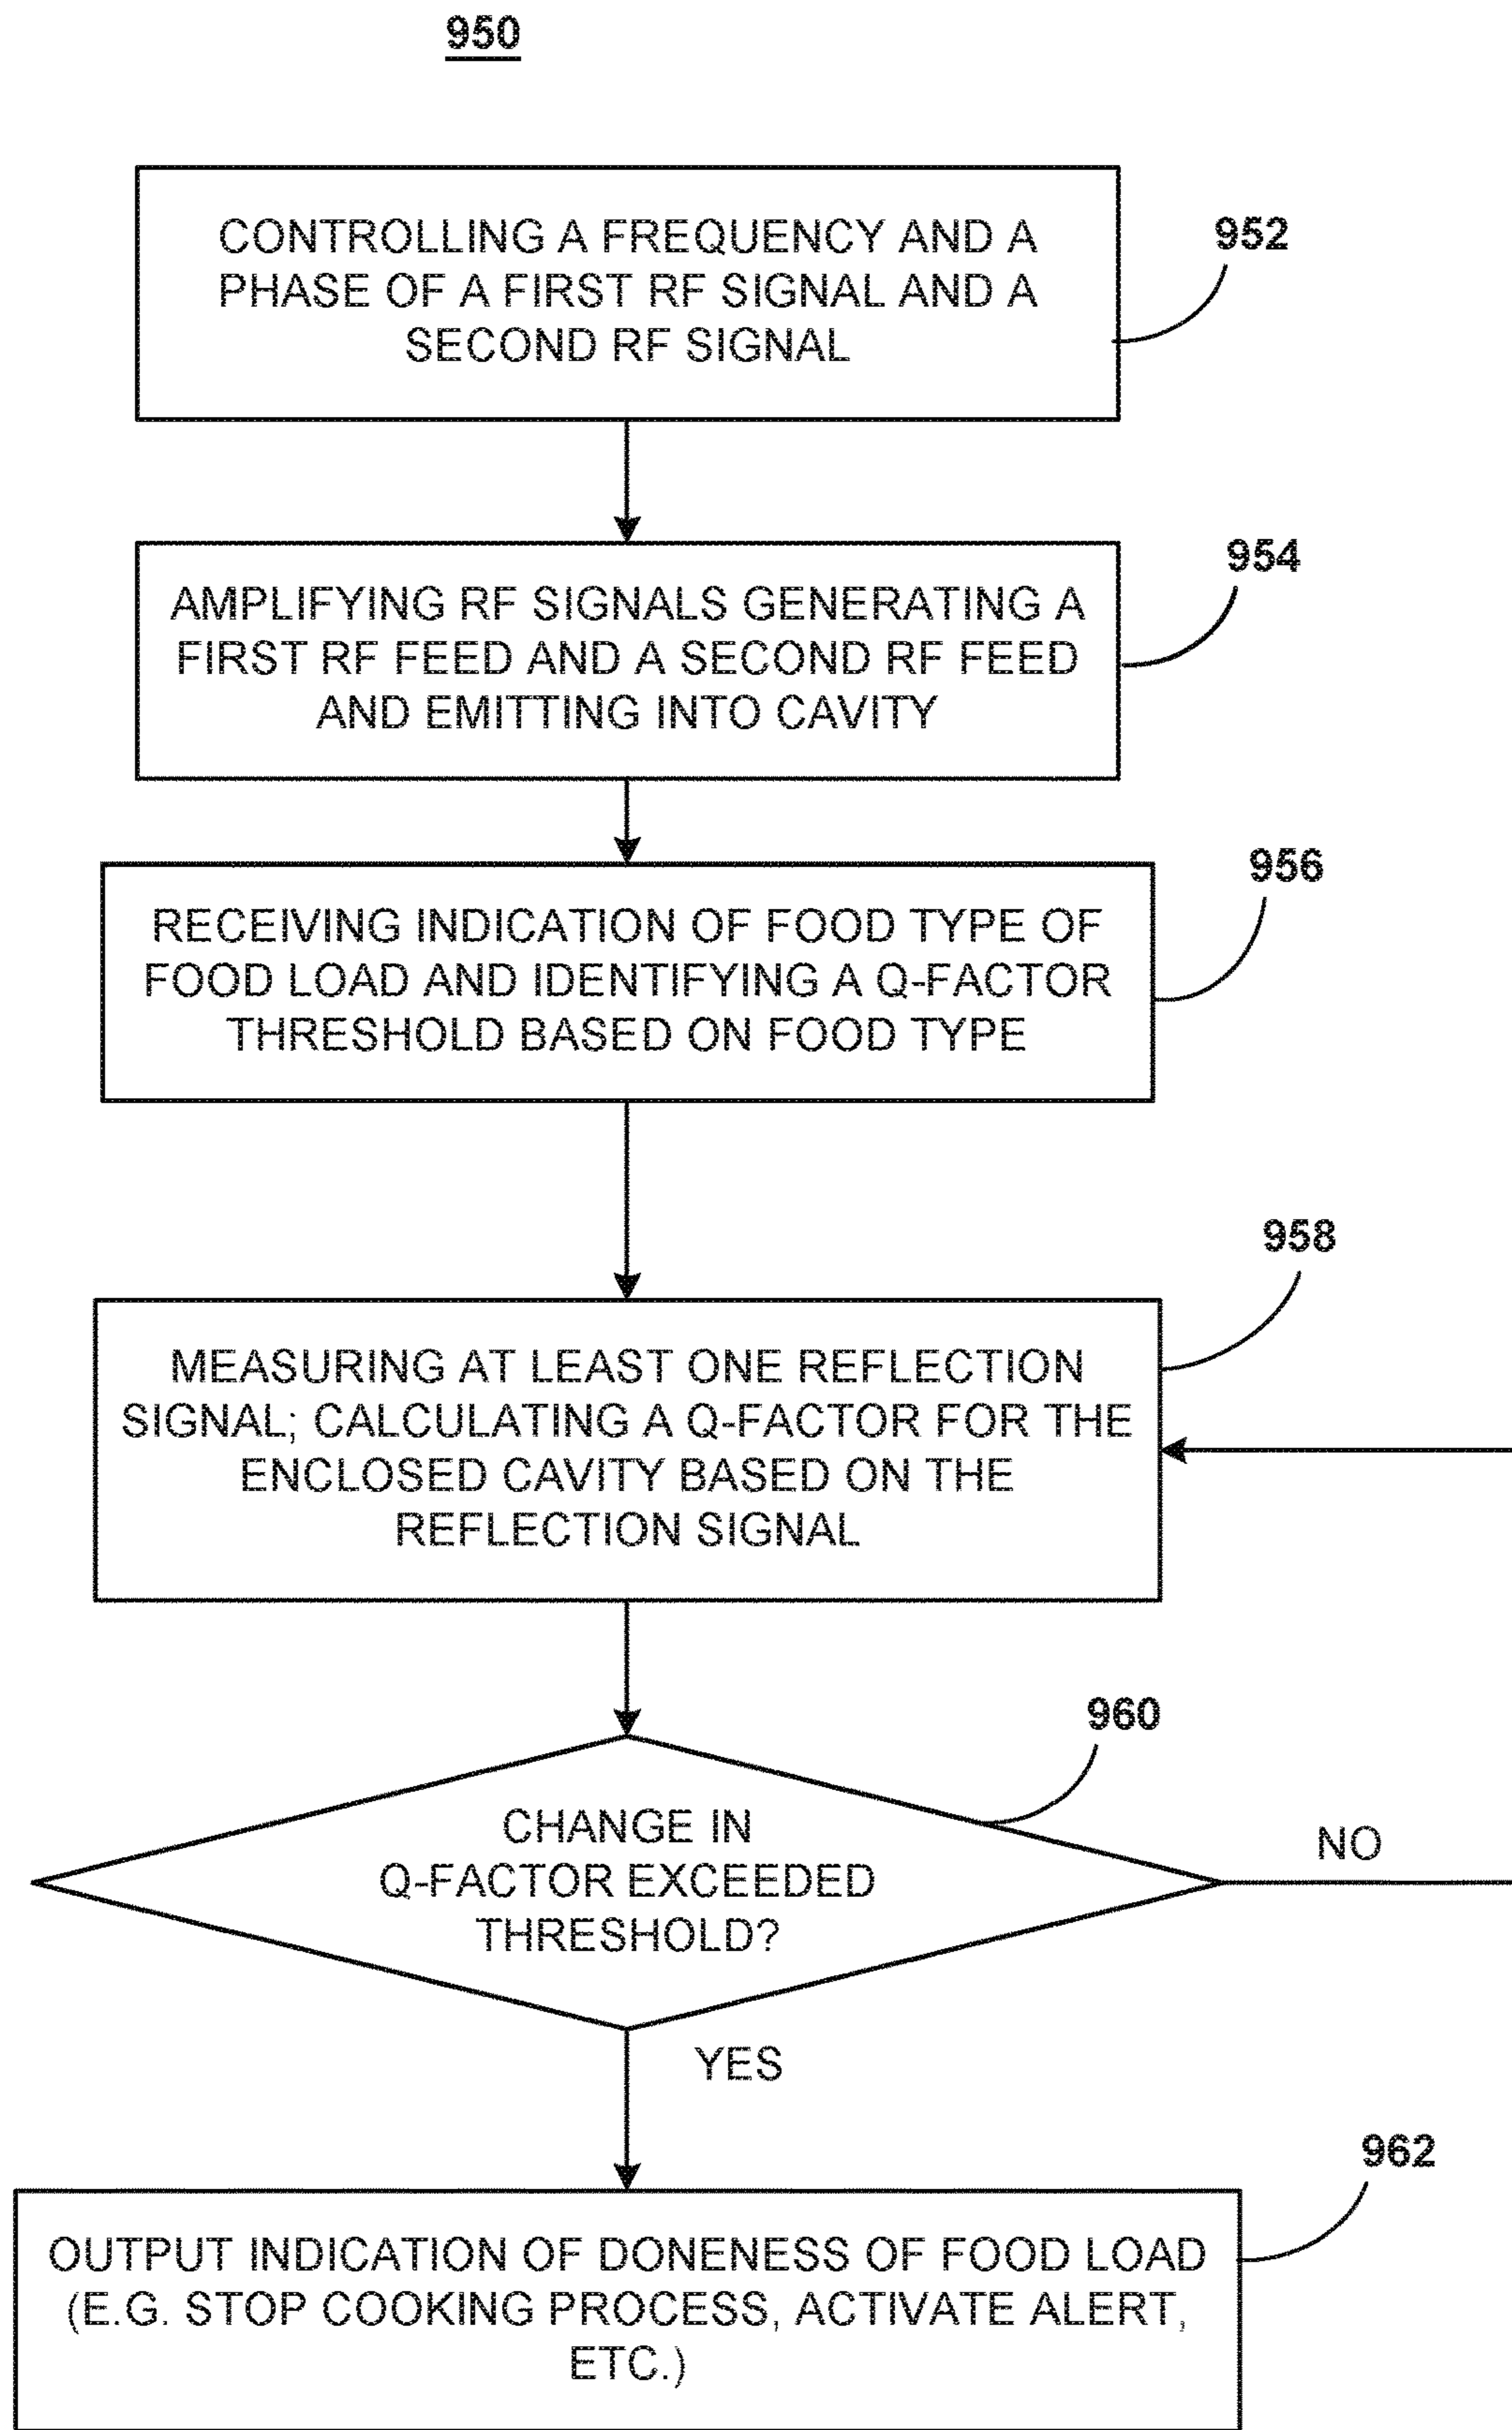 950
CONTROLLING A FREQUENCY AND A
PHASE OF A FIRST RF SIGNAL AND A
SECOND RF SIGNAL
952
AMPLIFYING RF SIGNALS GENERATING A
FIRST RF FEED AND A SECOND RF FEED
AND EMITTING INTO CAVITY
954
RECEIVING INDICATION OF FOOD TYPE OF
FOOD LOAD AND IDENTIFYING A Q-FACTOR
THRESHOLD BASED ON FOOD TYPE
956
MEASURING AT LEAST ONE REFLECTION
SIGNAL; CALCULATING A Q-FACTOR FOR THE
ENCLOSED CAVITY BASED ON THE
REFLECTION SIGNAL
958
CHANGE IN
Q-FACTOR EXCEEDED
THRESHOLD?
960
NO
YES
OUTPUT INDICATION OF DONENESS OF FOOD LOAD
(E.G. STOP COOKING PROCESS, ACTIVATE ALERT,
ETC.)
962